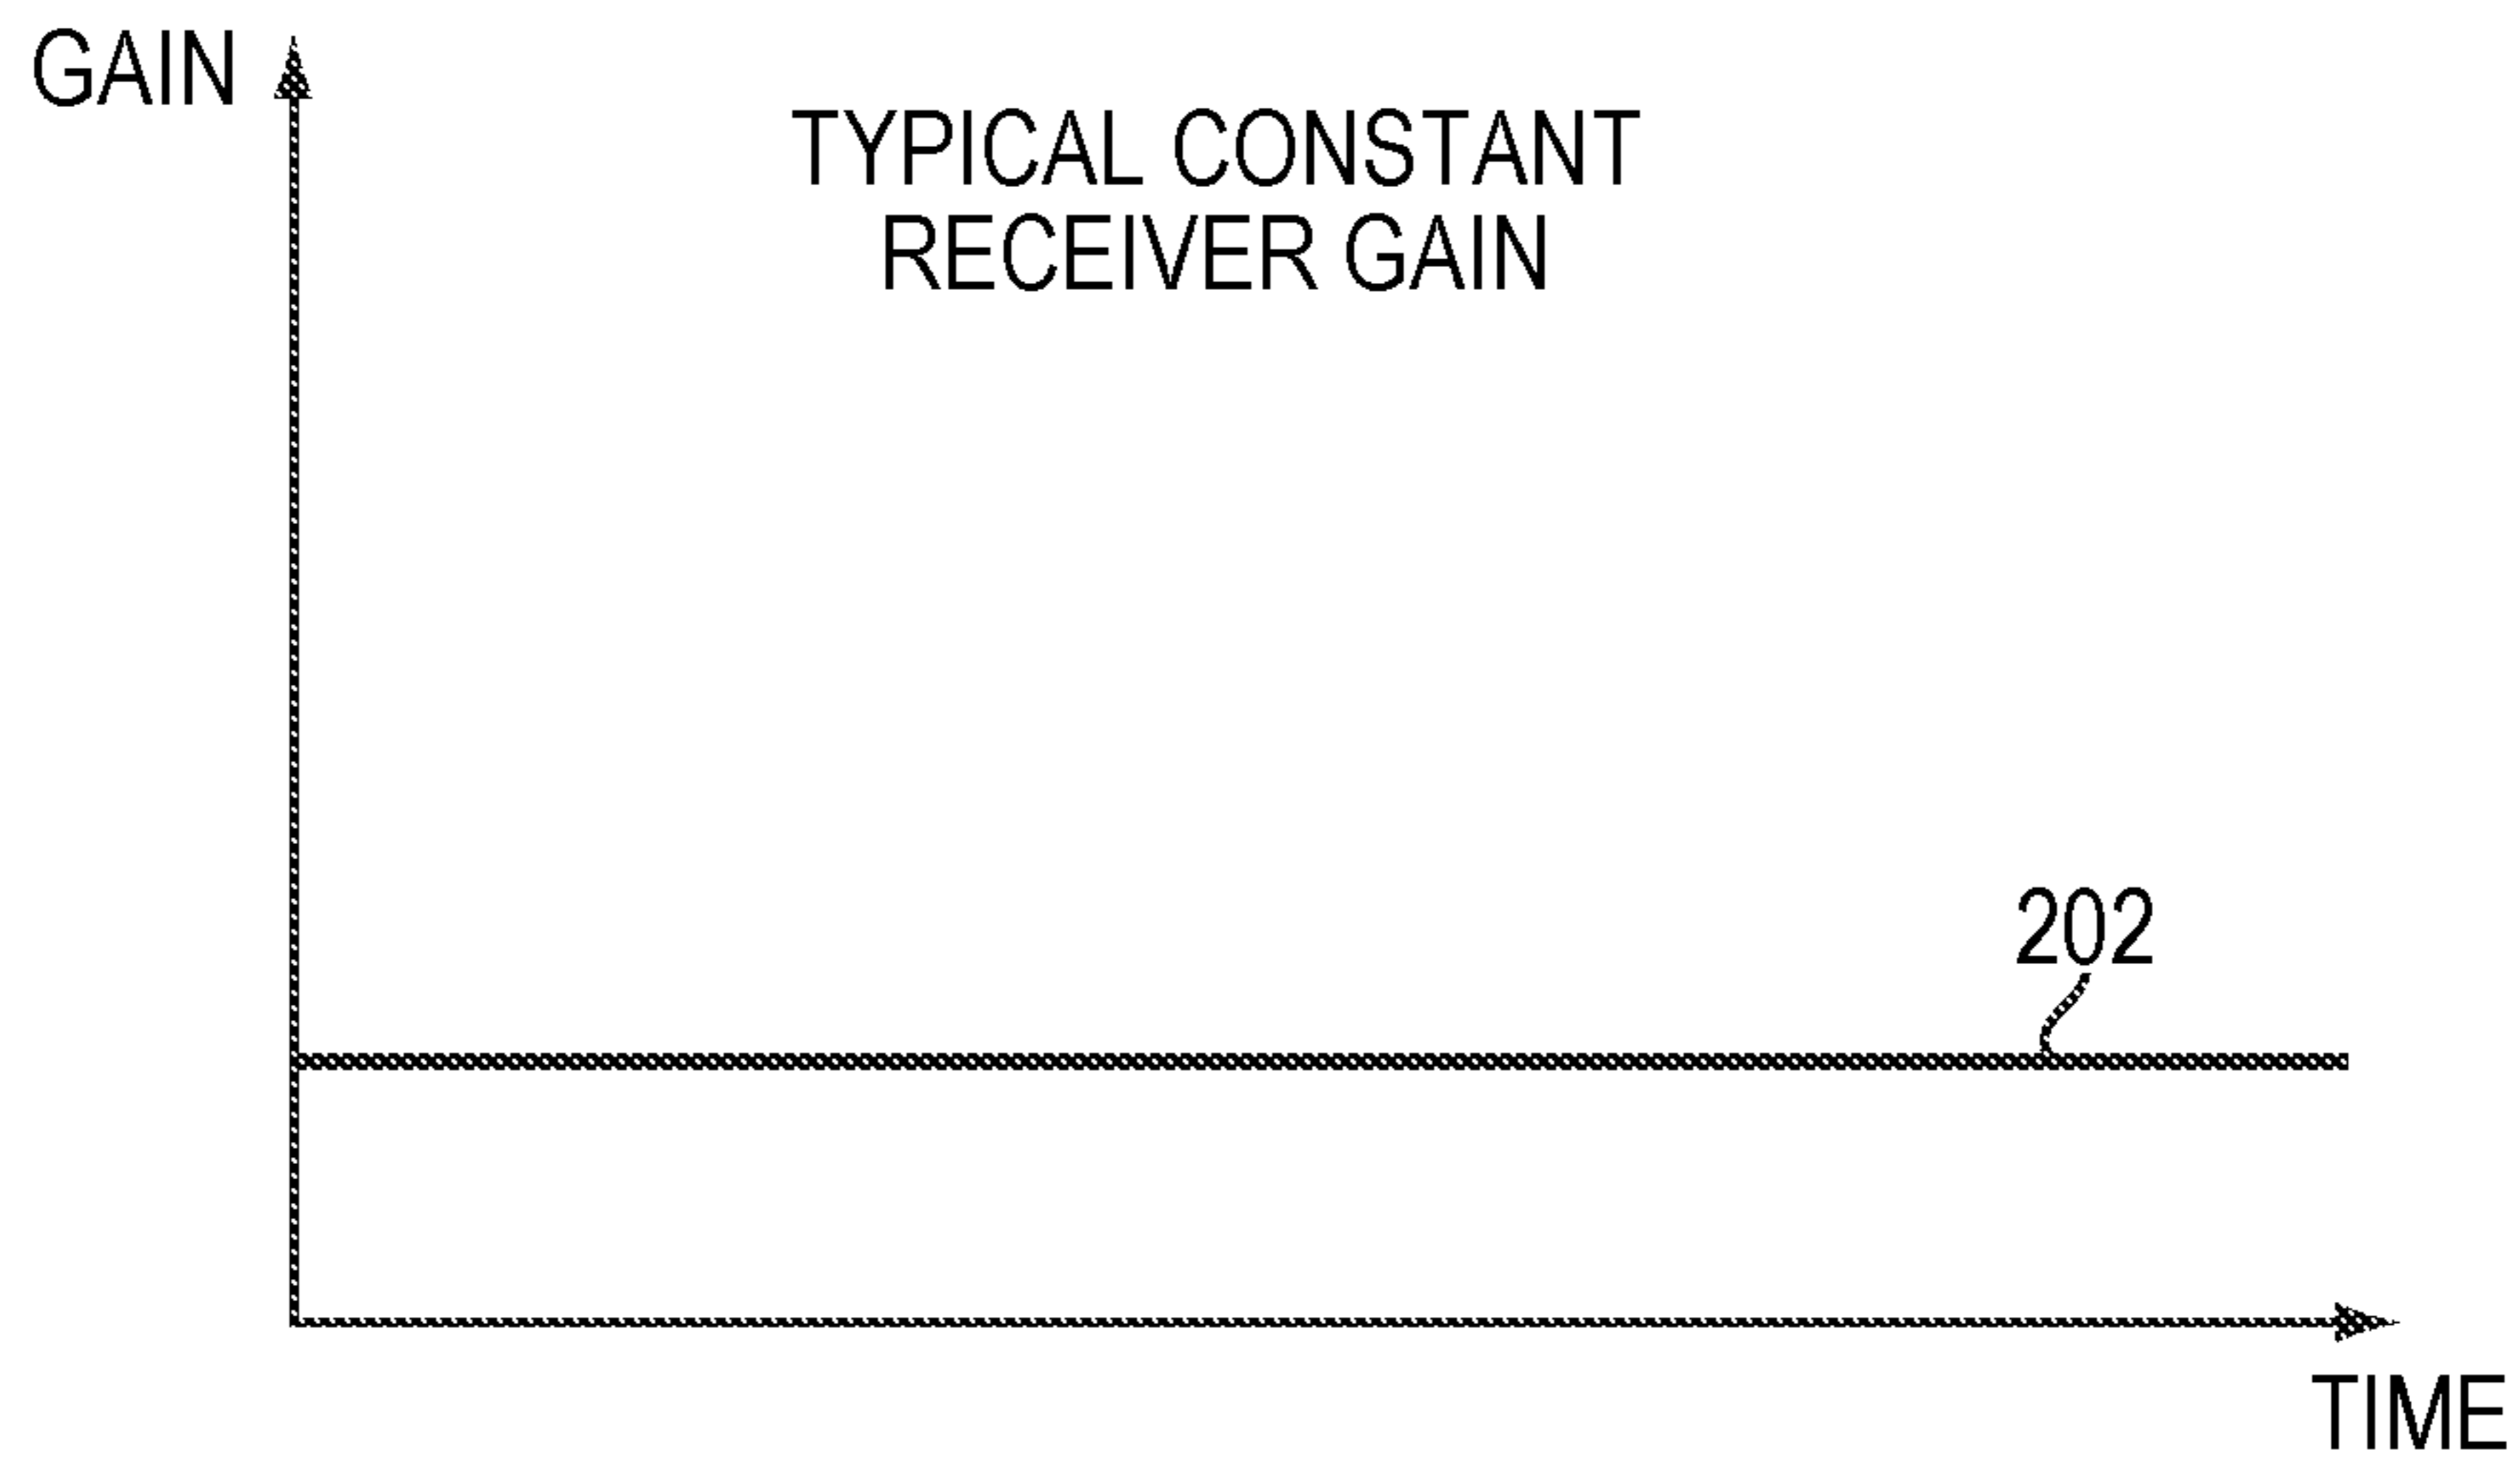 GAIN
TYPICAL CONSTANT
RECEIVER GAIN
202
TIME